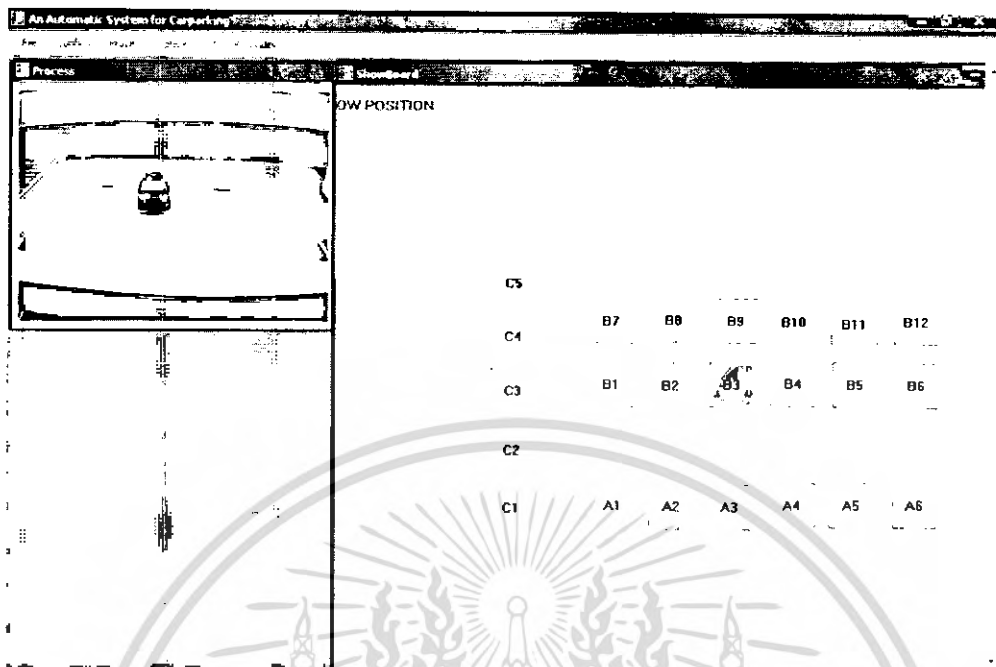 An Automatic System for Carparking
Process
ShowBoard
OW POSITION
C5
B7 B8 B9 B10 B11 B12
C4
C3 B1 B2 B3 B4 B5 B6
C2
C1 A1 A2 A3 A4 A5 A6